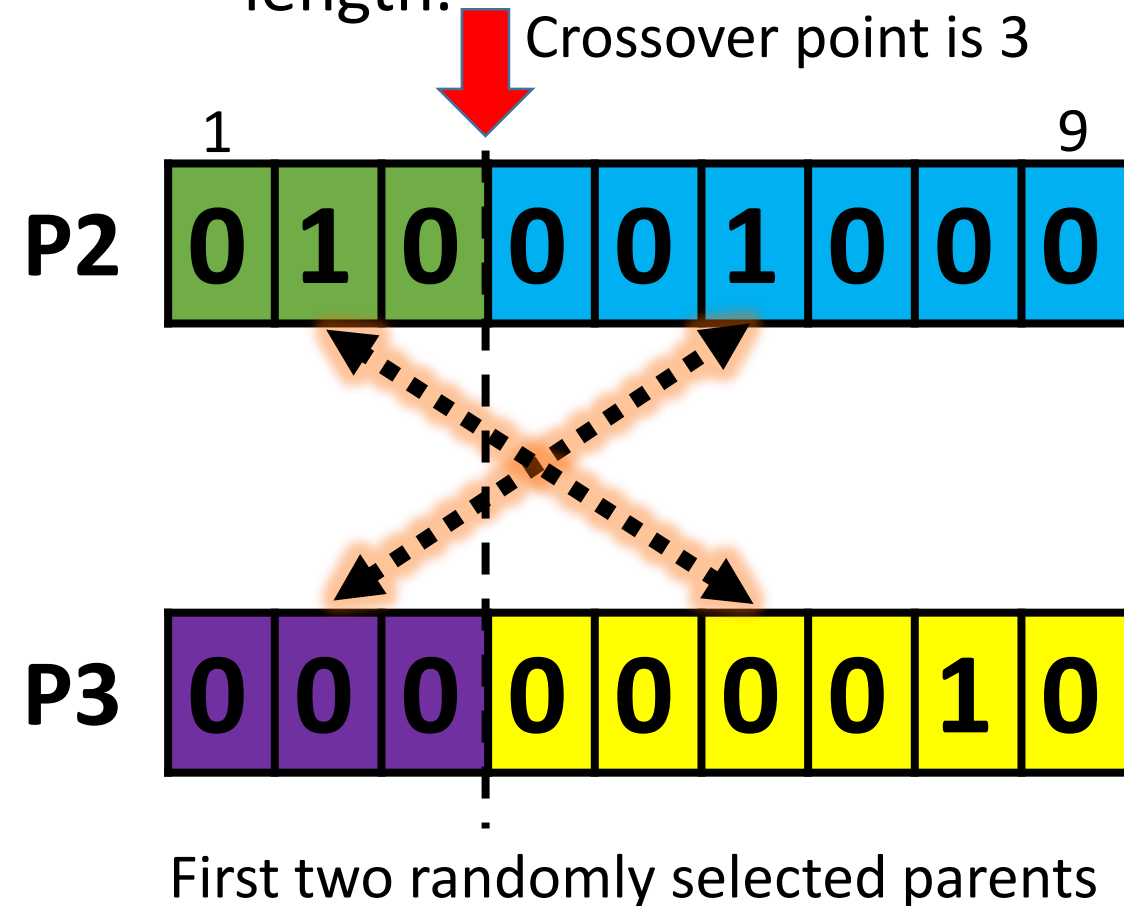 length.
Crossover point is 3
1 9
P2 0 1 0 0 0 1 0 0 0
P3 0 0 0 0 0 0 0 1 0
First two randomly selected parents